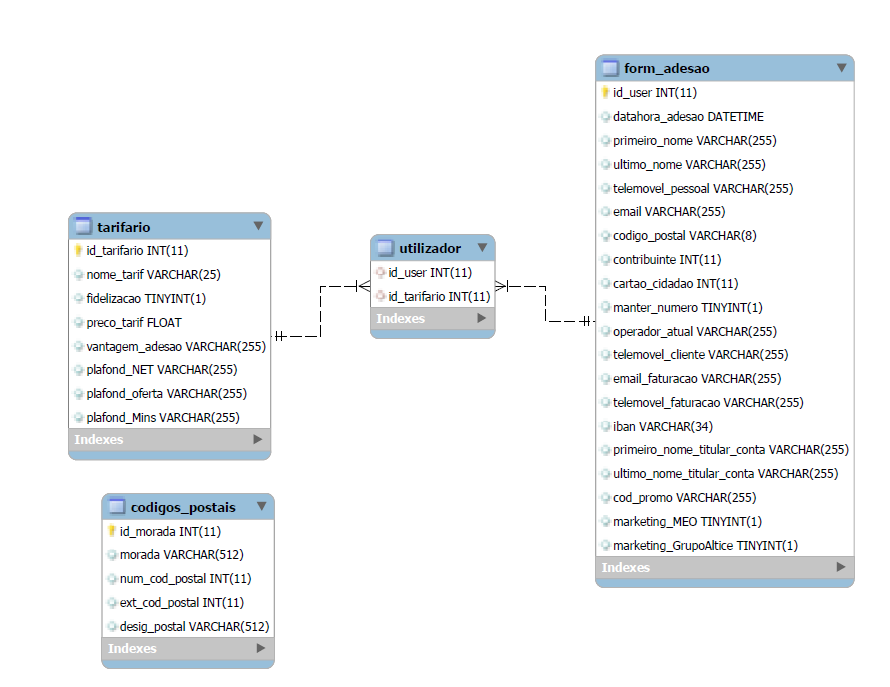 tarifario
id_tarifario INT(11)
nome_tarif VARCHAR(25)
fidelizacao TINYINT(1)
preco_tarif FLOAT
vantagem_adesao VARCHAR(255)
plafond_NET VARCHAR(255)
plafond_oferta VARCHAR(255)
plafond_Mins VARCHAR(255)
Indexes
codigos_postais
id_morada INT(11)
morada VARCHAR(512)
num_cod_postal INT(11)
ext_cod_postal INT(11)
desig_postal VARCHAR(512)
Indexes
utilizador
id_user INT(11)
id_tarifario INT(11)
Indexes
form_adesao
id_user INT(11)
datahora_adesao DATETIME
primeiro_nome VARCHAR(255)
ultimo_nome VARCHAR(255)
telemovel_pessoal VARCHAR(255)
email VARCHAR(255)
codigo_postal VARCHAR(8)
contribuinte INT(11)
cartao_cidadao INT(11)
manter_numero TINYINT(1)
operador_atual VARCHAR(255)
telemovel_cliente VARCHAR(255)
email_faturacao VARCHAR(255)
telemovel_faturacao VARCHAR(255)
iban VARCHAR(34)
primeiro_nome_titular_conta VARCHAR(255)
ultimo_nome_titular_conta VARCHAR(255)
cod_promo VARCHAR(255)
marketing_MEO TINYINT(1)
marketing_GrupoAltice TINYINT(1)
Indexes